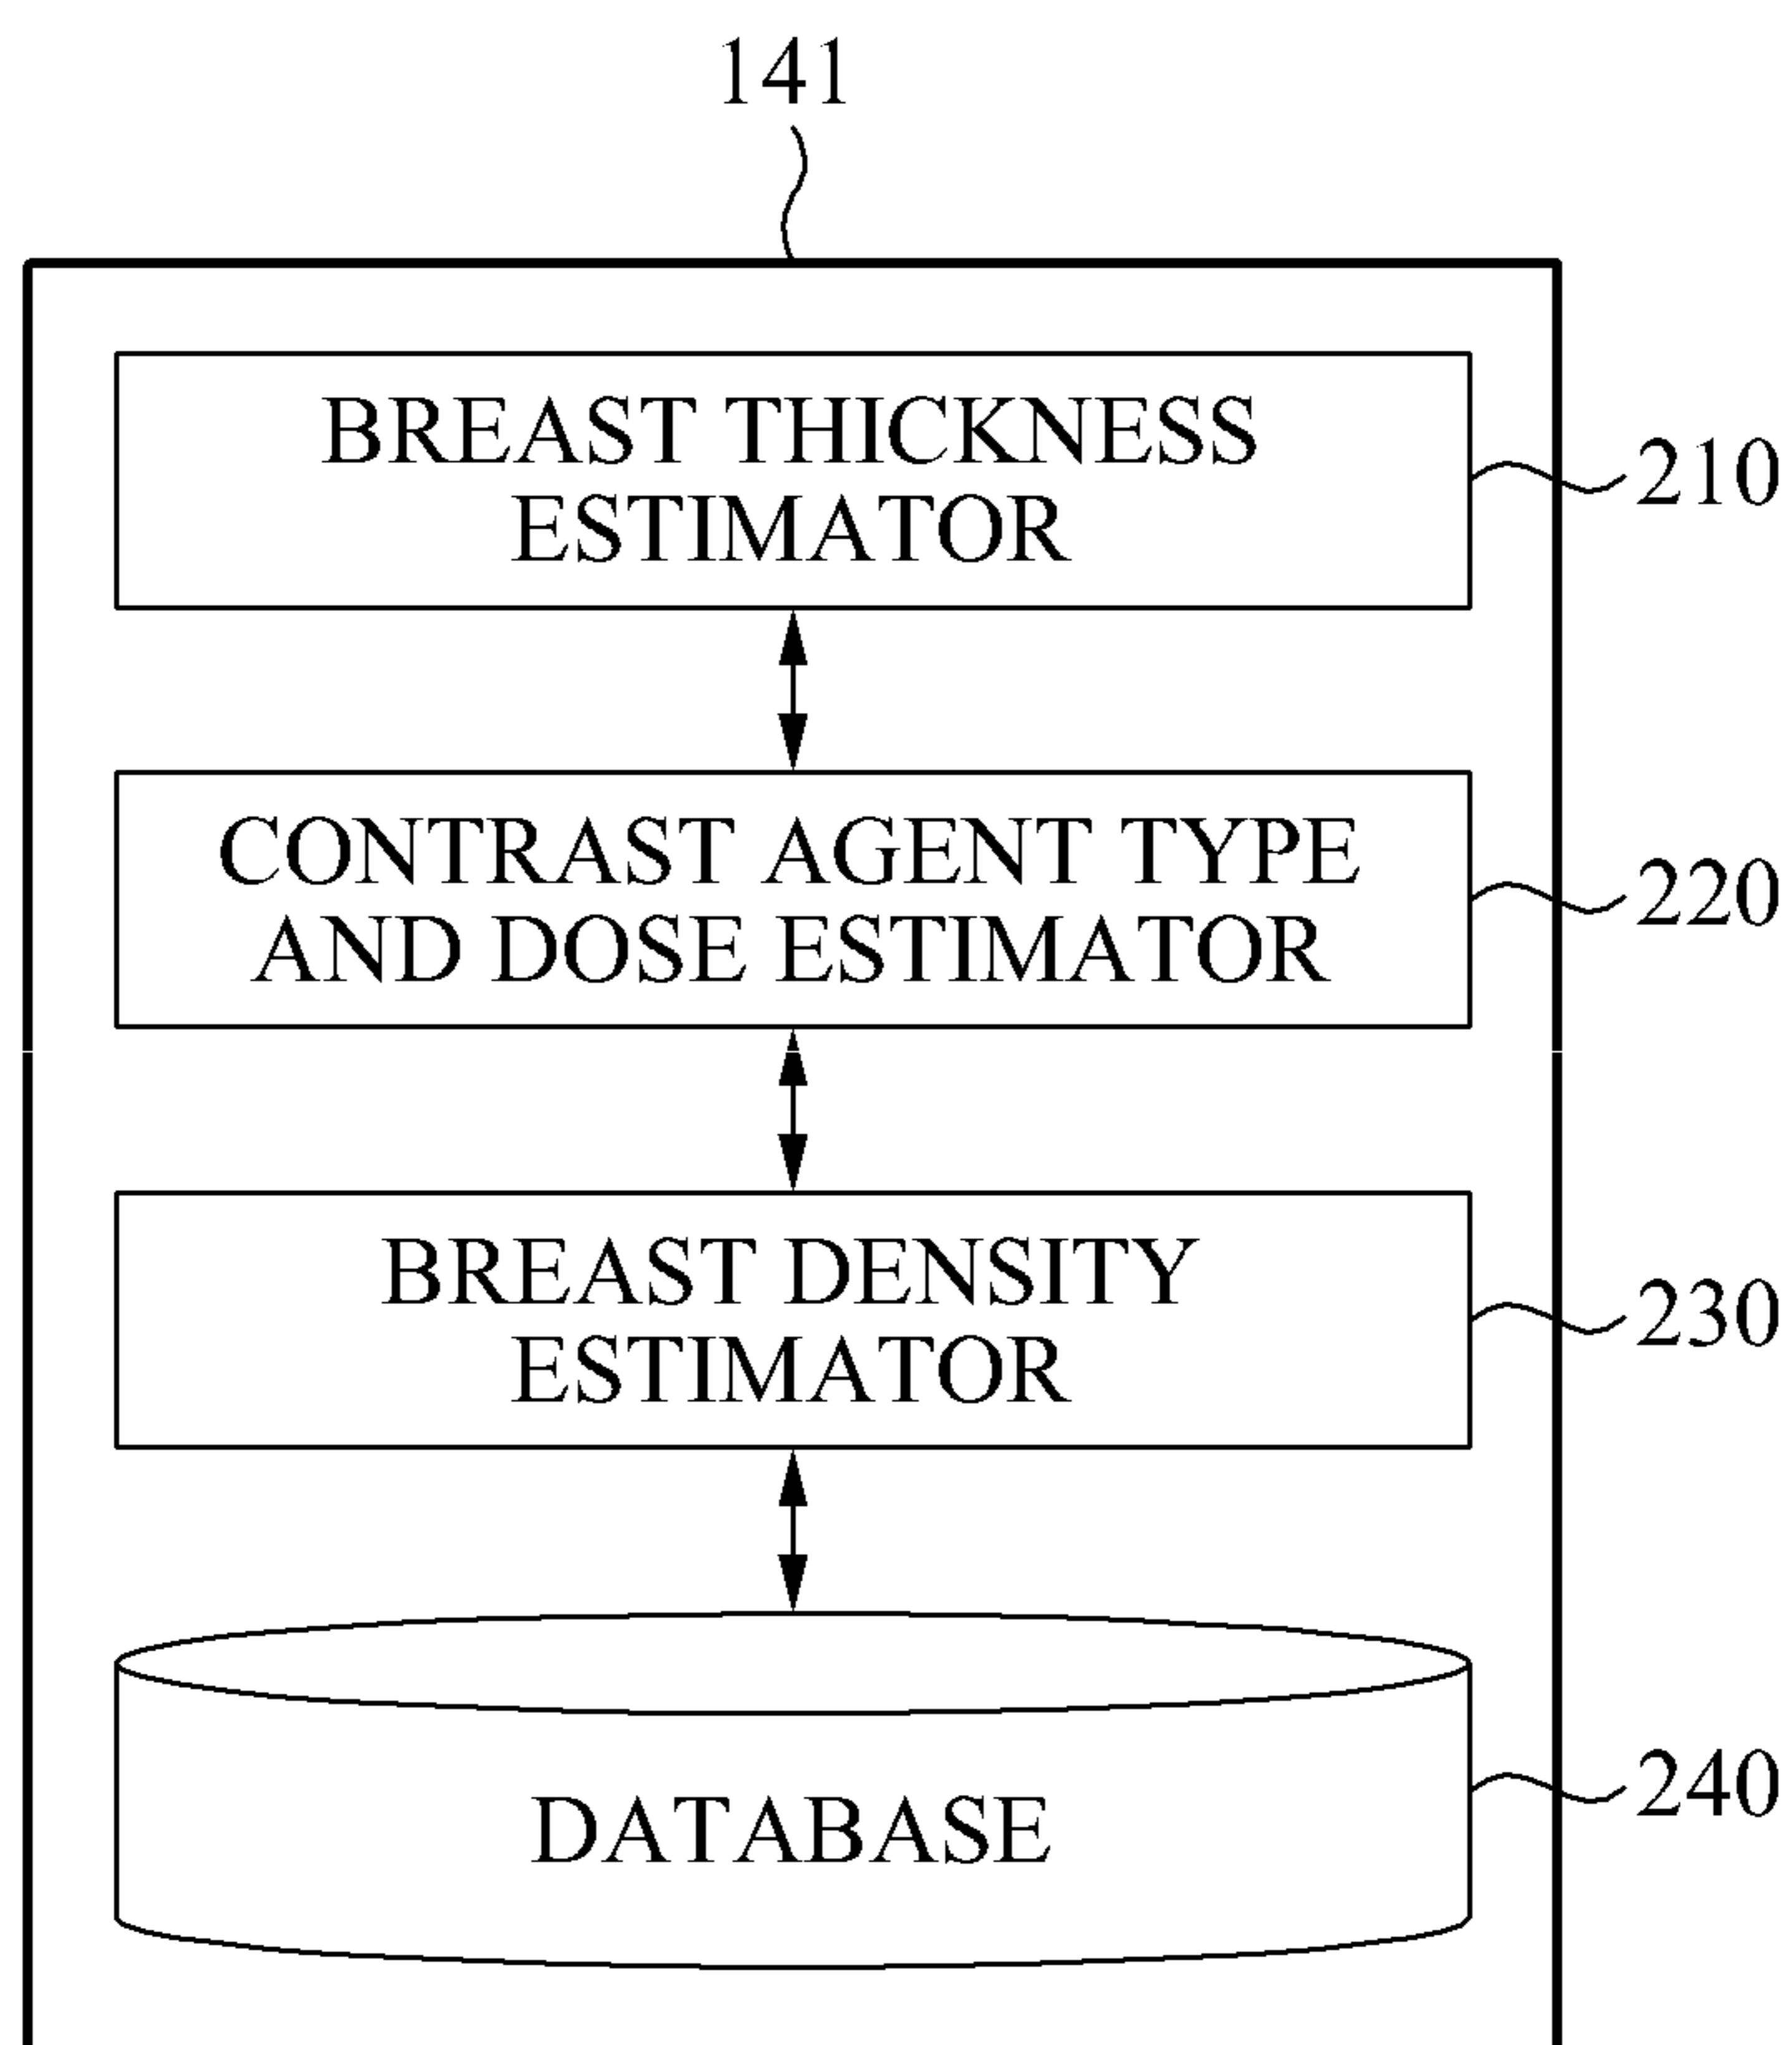 141
BREAST THICKNESS
ESTIMATOR
210
CONTRAST AGENT TYPE
AND DOSE ESTIMATOR
220
BREAST DENSITY
ESTIMATOR
230
DATABASE
240